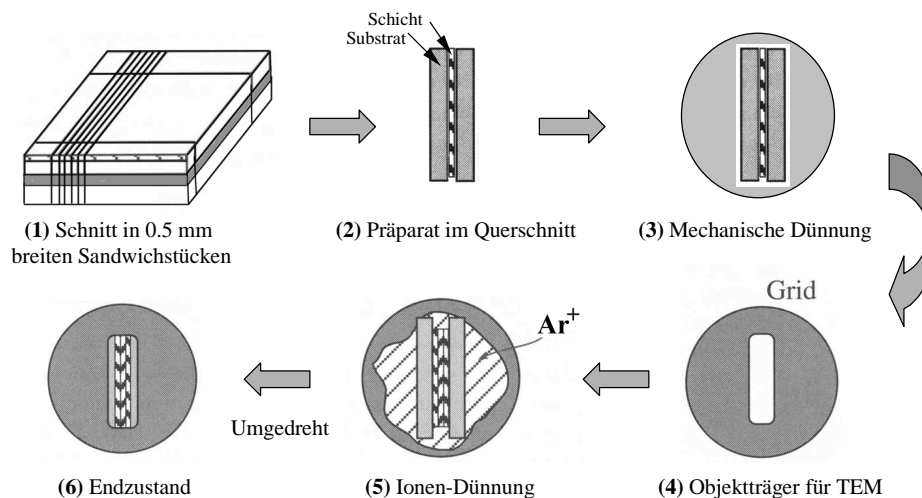 Schicht
Substrat
(1) Schnitt in 0.5 mm
breiten Sandwichstücken
(2) Präparat im Querschnitt
(3) Mechanische Dünnung
Grid
(4) Objektträger für TEM
Ar+
(5) Ionen-Dünnung
Umgedreht
(6) Endzustand